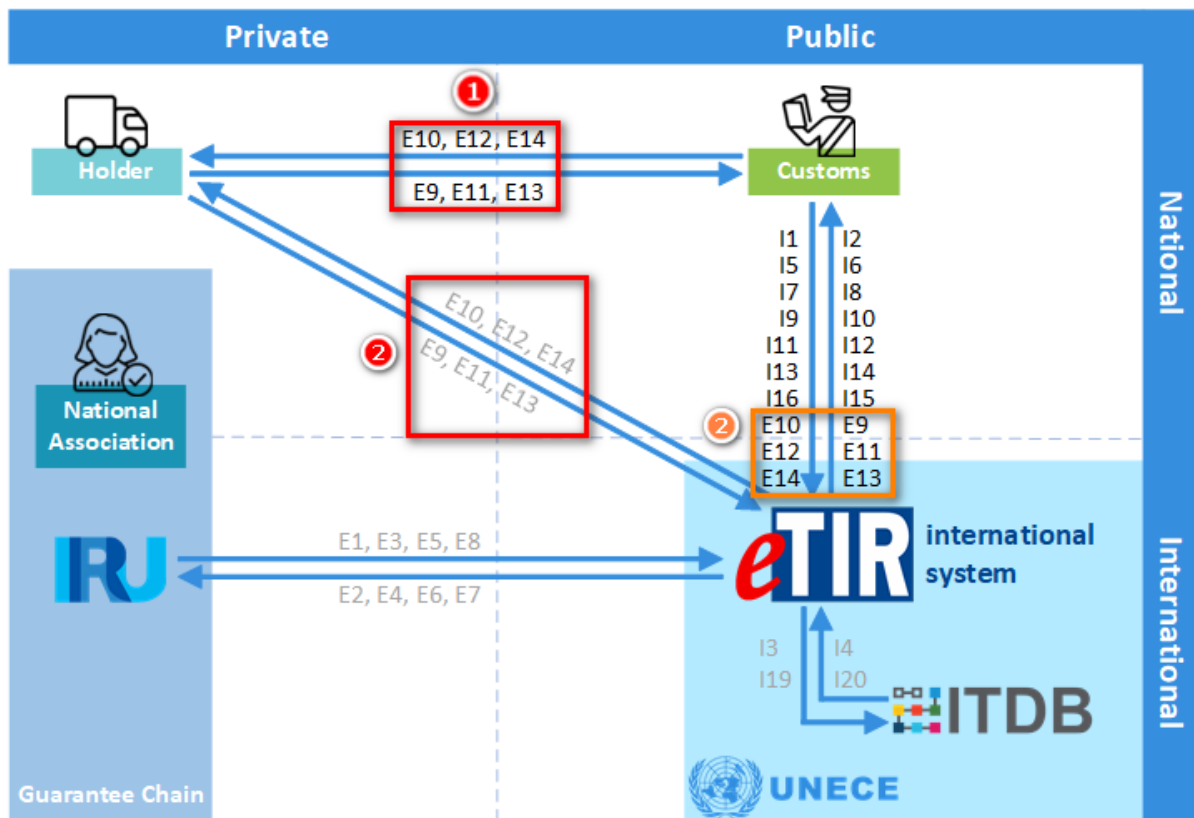 Private
Public
1
E10, E12, E14
Holder
Customs
E9, E11, E13
National
I1 I2
I5 I6
I7 I8
I9 I10
I11 I12
I13 I14
I16 I15
E10 E9
E12 E11
E14 E13
2
E10, E12, E14
E9, E11, E13
2
National
Association
IRU
E1, E3, E5, E8
E2, E4, E6, E7
eTIR
international
system
International
I3 I4
I19 I20
ITDB
Guarantee Chain
UNECE